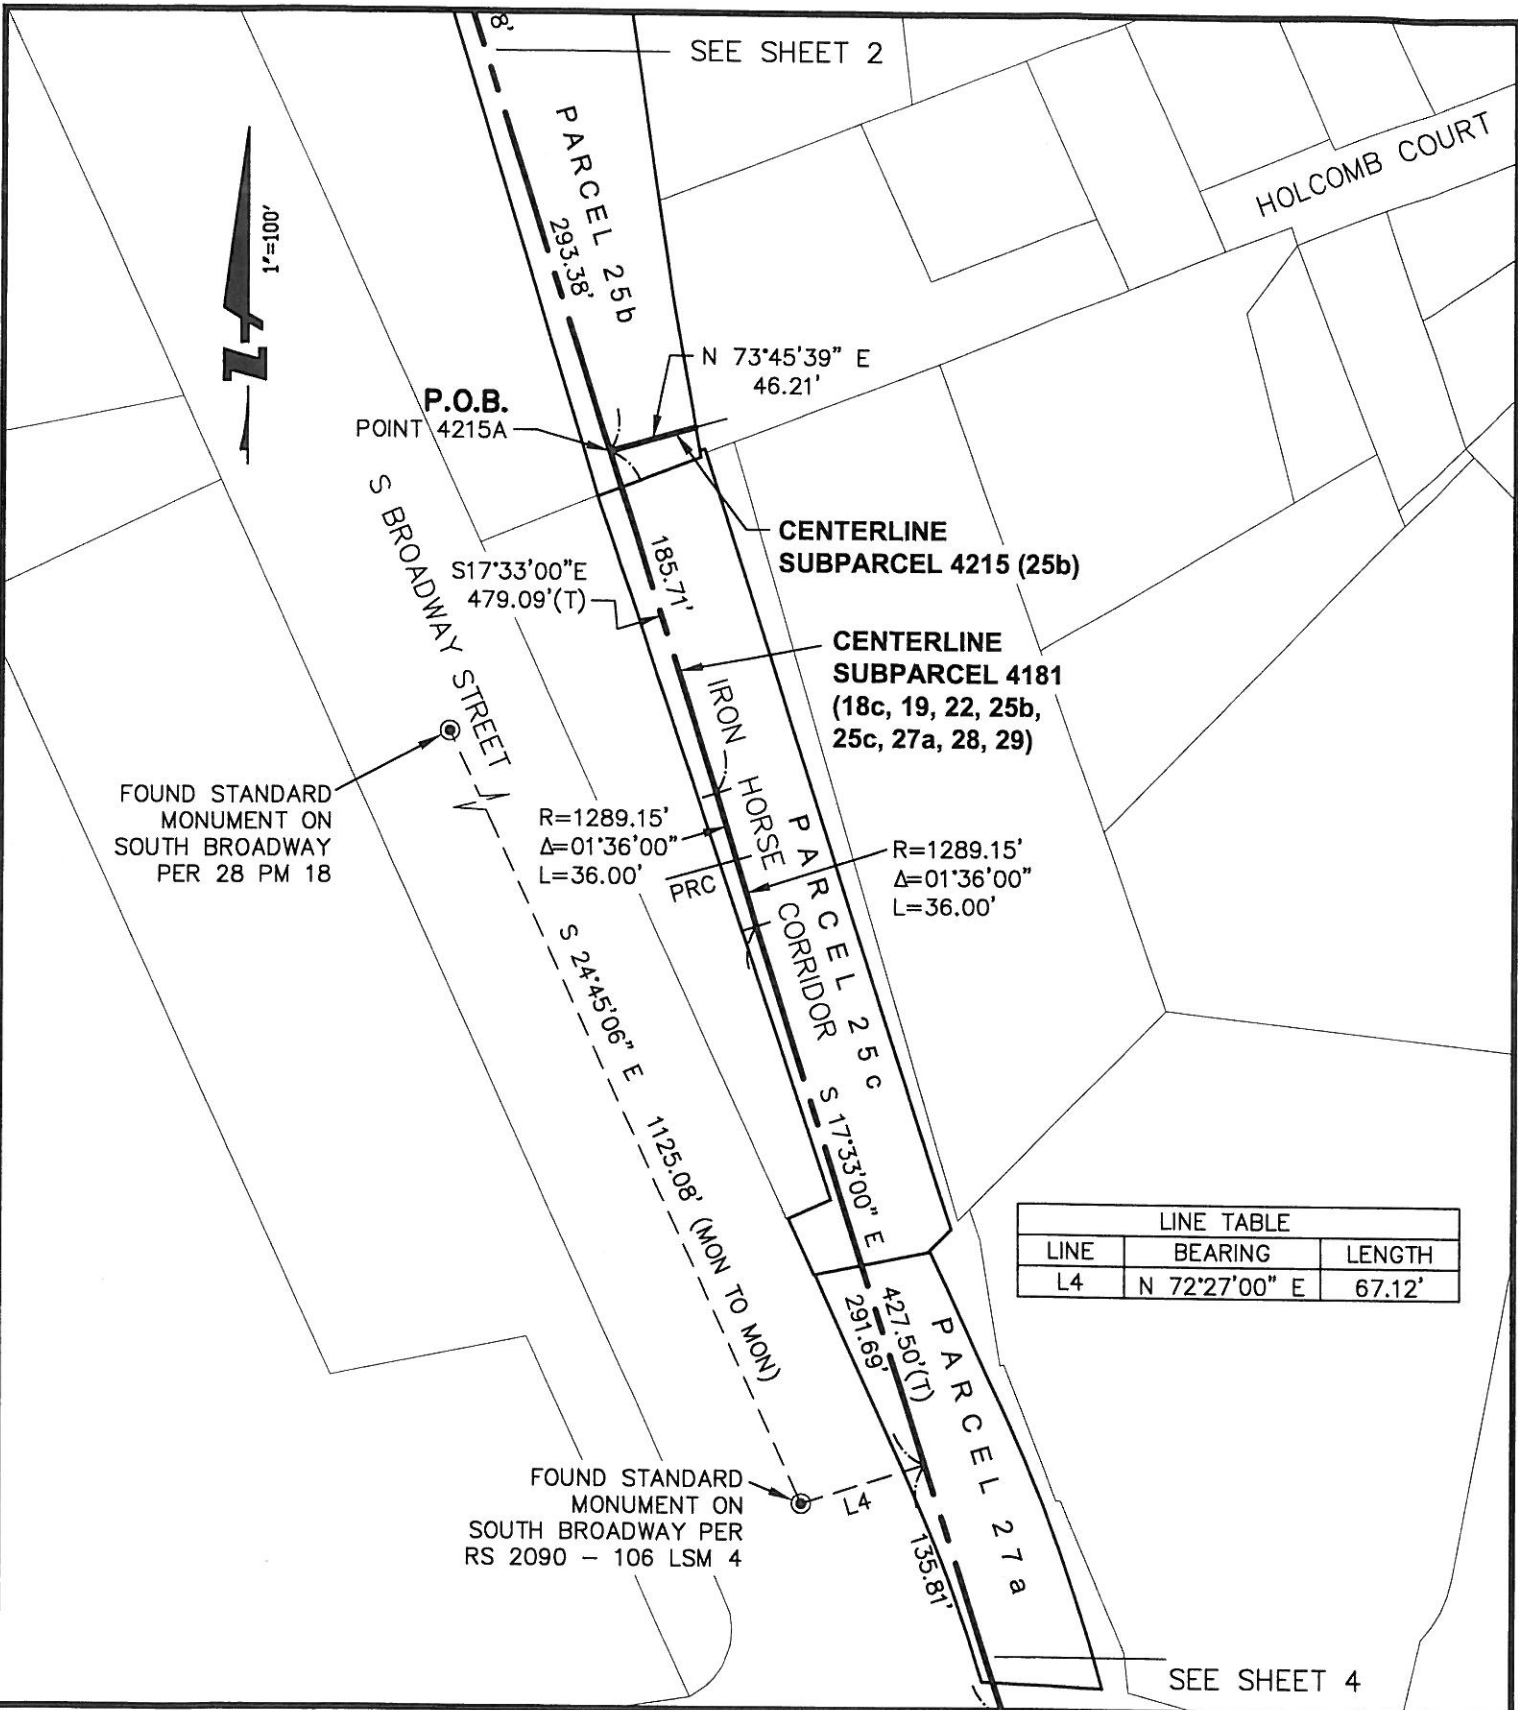 8'
SEE SHEET 2
PARCEL 25b
293.38'
HOLCOMB COURT
1"=100'
N
N 73°45'39" E
46.21'
P.O.B.
POINT 4215A
S BROADWAY STREET
CENTERLINE
SUBPARCEL 4215 (25b)
185.71'
S17°33'00"E
479.09'(T)
CENTERLINE
SUBPARCEL 4181
(18c, 19, 22, 25b,
25c, 27a, 28, 29)
IRON HORSE CORRIDOR
FOUND STANDARD
MONUMENT ON
SOUTH BROADWAY
PER 28 PM 18
R=1289.15'
Δ=01°36'00"
L=36.00'
PRC
PARCEL 25c
R=1289.15'
Δ=01°36'00"
L=36.00'
S 24°45'06" E 1125.08' (MON TO MON)
S 17°33'00" E
427.50'(T)
291.69'
LINE TABLE
LINE BEARING LENGTH
L4 N 72°27'00" E 67.12'
PARCEL 27a
FOUND STANDARD
MONUMENT ON
SOUTH BROADWAY PER
RS 2090 – 106 LSM 4
L4
135.81'
SEE SHEET 4